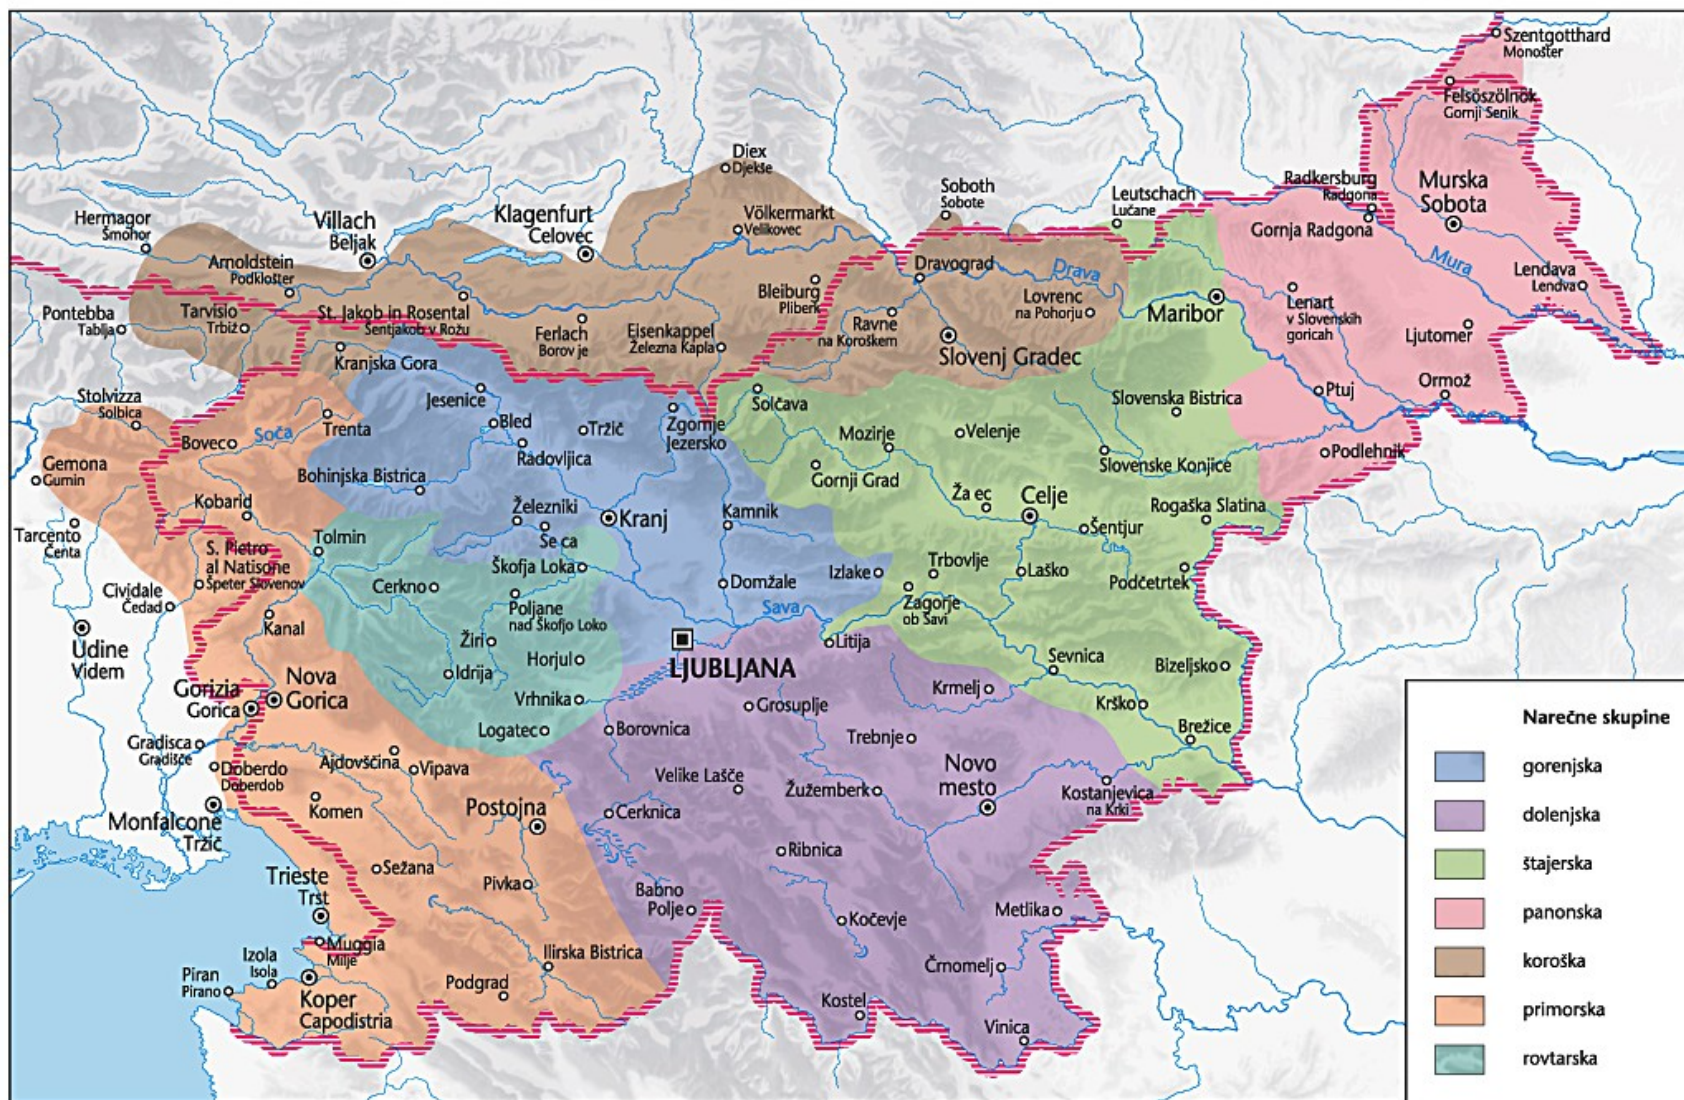 Szentgotthard
Monošter
Felsöszölnok
Gornji Senik
Diex
Djekše
Soboth
Sobote
Leutschach
Lučane
Radkersburg
Radgona
Murska
Sobota
Hermagor
Šmohor
Villach
Beljak
Klagenfurt
Celovec
Völkermarkt
Velikovec
Gornja Radgona
Mura
Arnoldstein
Podklošter
Dravograd
Drava
Lendava
Lendva
Pontebba
Tablja
Tarvisio
Trbiž
St. Jakob in Rosental
Šentjakob v Rožu
Ferlach
Borov je
Bleiburg
Pliberk
Eisenkappel
Železna Kapla
Ravne
na Koroškem
Lovrenc
na Pohorju
Maribor
Lenart
v Slovenskih
goricah
Ljutomer
Slovenj Gradec
Kranjska Gora
Jesenice
Stolvizza
Solbica
Soča
Trenta
Bovec
Bled
Tržič
Radovljica
Zgornje
Jezersko
Solčava
Slovenska Bistrica
Ptuj
Ormož
Mozirje
Velenje
Gemona
Gumin
Bohinjska Bistrica
Gornji Grad
Slovenske Konjice
Podlehnik
Kobarid
Železniki
Se ca
Kranj
Kamnik
Ža ec
Celje
Šentjur
Rogaška Slatina
Tarcento
Čenta
Tolmin
S. Pietro
al Natisone
Špeter Slovenov
Cividale
Čedad
Škofja Loka
Cerkno
Poljane
nad Škofjo Loko
Domžale
Izlake
Trbovlje
Zagorje
ob Savi
Laško
Podčetrtek
Sava
Kanal
Žiri
Udine
Videm
Idrija
Horjul
LJUBLJANA
Litija
Sevnica
Bizeljsko
Nova
Gorica
Gorizia
Gorica
Vrhnika
Grosuplje
Krmelj
Krško
Brežice
Logatec
Borovnica
Trebnje
Gradisca
Gradišče
Doberdo
Doberdob
Ajdovščina
Vipava
Velike Lašče
Žužemberk
Novo
mesto
Kostanjevica
na Krki
Monfalcone
Tržič
Komen
Postojna
Cerknica
Ribnica
Trieste
Trst
Sežana
Pivka
Babno
Polje
Kočevje
Metlika
Muggia
Milje
Izola
Isola
Piran
Pirano
Koper
Capodistria
Ilirska Bistrica
Podgrad
Črnomelj
Kostel
Vinica
Narečne skupine
gorenjska
dolenjska
štajerska
panonska
koroška
primorska
rovtarska